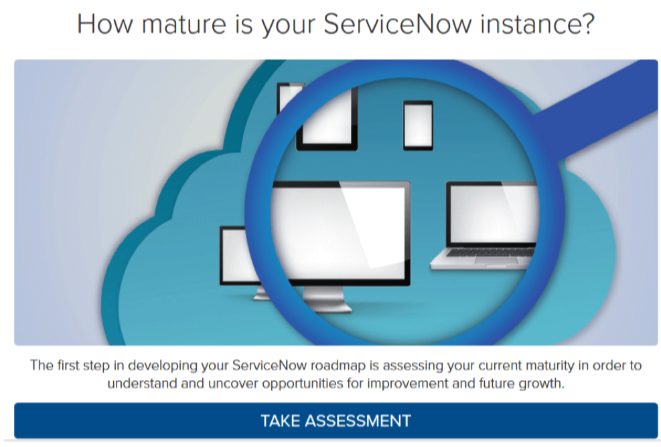 How mature is your ServiceNow instance?
The first step in developing your ServiceNow roadmap is assessing your current maturity in order to
understand and uncover opportunities for improvement and future growth.
TAKE ASSESSMENT